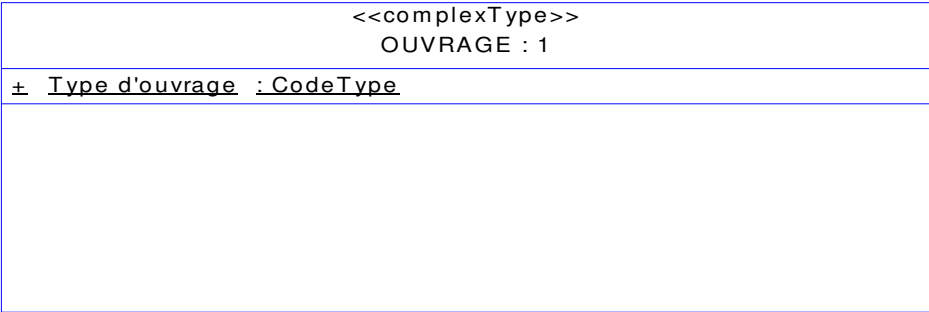 <<complexType>>
OUVRAGE : 1
+ Type d'ouvrage : CodeType